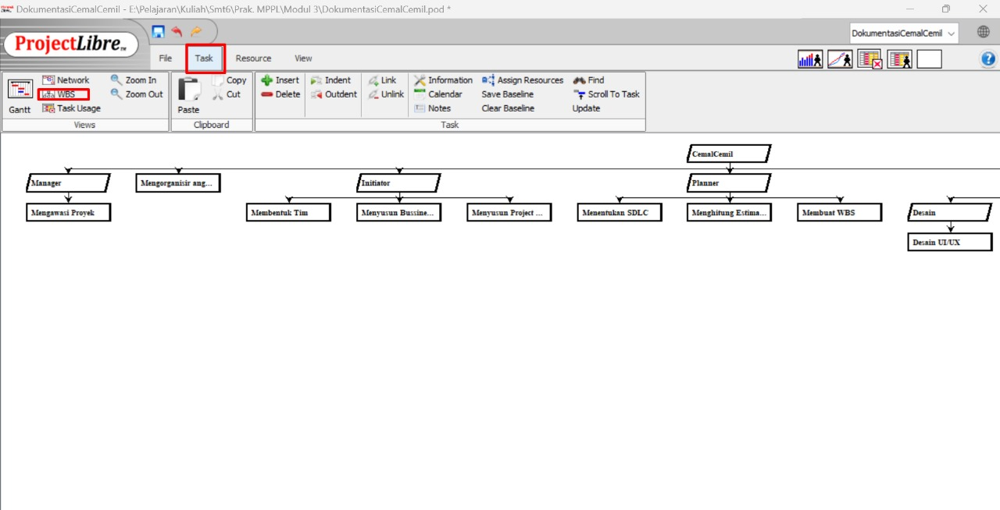 DokumentasiCemalCemil - E:\Pelajaran\Kuliah\Smt6\Prak. MPPL\Modul 3\DokumentasiCemalCemil.pod *
ProjectLibre TM
DokumentasiCemalCemil
File Task Resource View
Network Zoom In Copy Insert Indent Link Information Assign Resources Find
WBS Zoom Out Cut Delete Outdent Unlink Calendar Save Baseline Scroll To Task
Gantt Task Usage Paste Notes Clear Baseline Update
Views Clipboard Task
CemalCemil
Manager Mengorganisir ang... Initiator Planner
Mengawasi Proyek Membentuk Tim Menyusun Bussine... Menyusun Project ... Menentukan SDLC Menghitung Estima... Membuat WBS Desain
Desain UI/UX